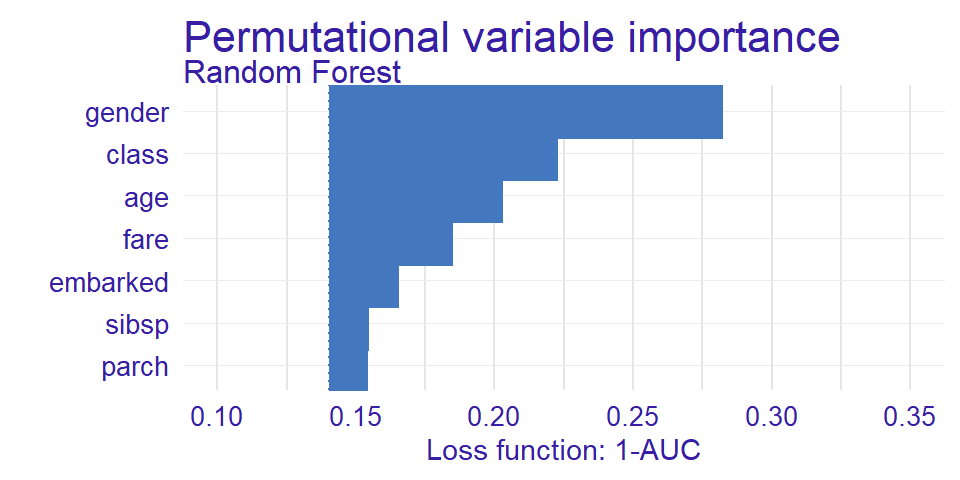 Permutational variable importance
Random Forest
gender
class
age
fare
embarked
sibsp
parch
0.10 0.15 0.20 0.25 0.30 0.35
Loss function: 1-AUC